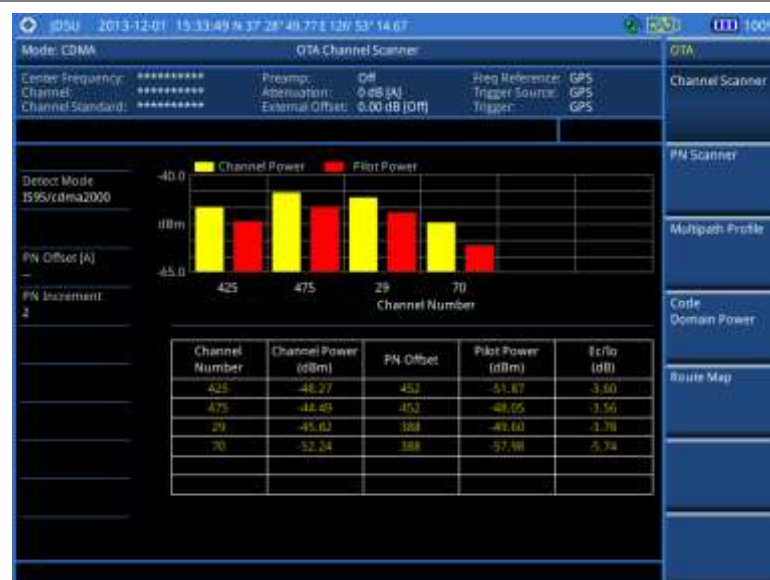 JDSU 2013-12-01 15:33:49 N 37° 28" 49.77 E 126° 53" 14.67 100%
Mode: CDMA OTA Channel Scanner OTA
Center Frequency: ********** Preamp: Off Freq Reference: GPS
Channel: ********** Attenuation: 0 dB [A] Trigger Source: GPS
Channel Standard: ********** External Offset: 0.00 dB [Off] Trigger: GPS
Channel Scanner
PN Scanner
Multipath Profile
Code
Domain Power
Route Map
Detect Mode
IS95/cdma2000
PN Offset [A]
--
PN Increment
2
Channel Power Pilot Power
-40.0
dBm
-65.0
425 475 29 70
Channel Number
Channel Number Channel Power (dBm) PN Offset Pilot Power (dBm) Ec/Io (dB)
425 -48.27 452 -51.87 -3.60
475 -44.49 452 -48.05 -3.56
29 -45.82 388 -49.60 -3.78
70 -52.24 388 -57.98 -5.74